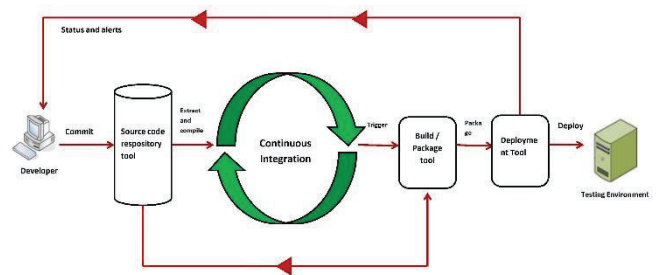 Status and alerts
Developer
Commit
Source code
respository
tool
Extract
and
compile
Continuous
Integration
Trigger
Build /
Package
tool
Packa
ge
Deployme
nt Tool
Deploy
Testing Environment